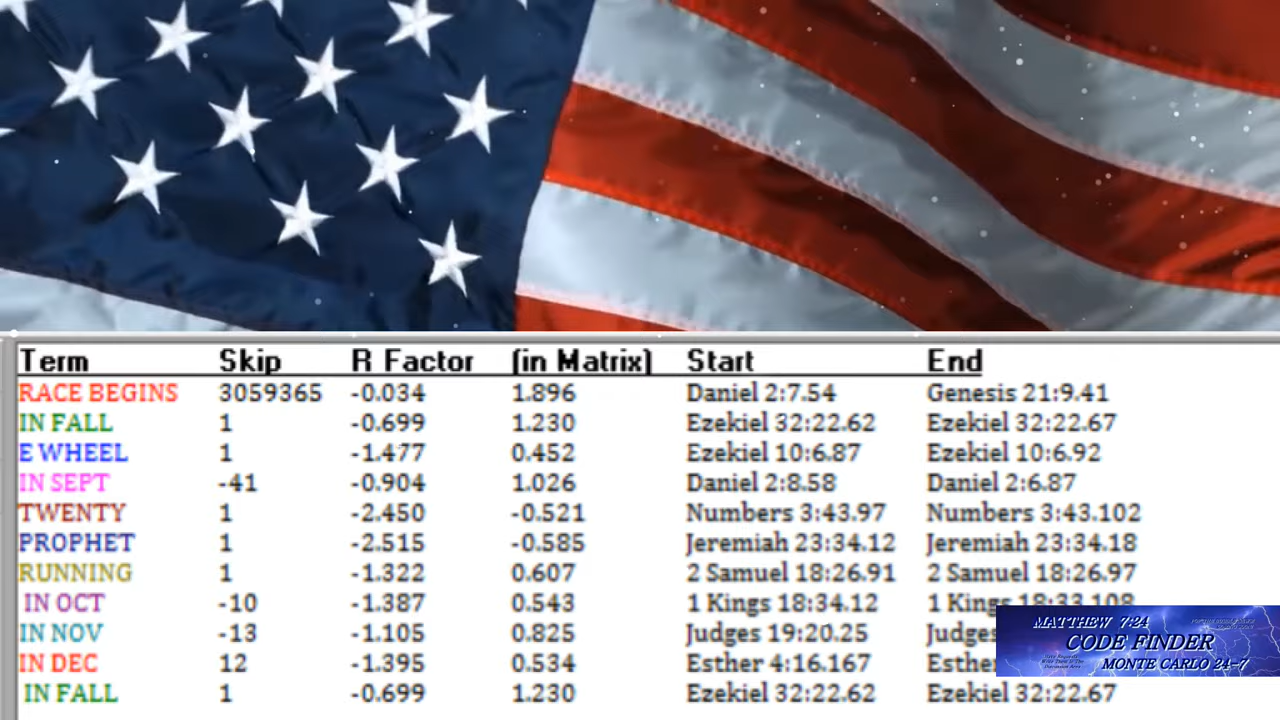 Term Skip R Factor (in Matrix) Start End
RACE BEGINS 3059365 -0.034 1.896 Daniel 2:7.54 Genesis 21:9.41
IN FALL 1 -0.699 1.230 Ezekiel 32:22.62 Ezekiel 32:22.67
E WHEEL 1 -1.477 0.452 Ezekiel 10:6.87 Ezekiel 10:6.92
IN SEPT -41 -0.904 1.026 Daniel 2:8.58 Daniel 2:6.87
TWENTY 1 -2.450 -0.521 Numbers 3:43.97 Numbers 3:43.102
PROPHET 1 -2.515 -0.585 Jeremiah 23:34.12 Jeremiah 23:34.18
RUNNING 1 -1.322 0.607 2 Samuel 18:26.91 2 Samuel 18:26.97
IN OCT -10 -1.387 0.543 1 Kings 18:34.12 1 Kings 18:33.108
IN NOV -13 -1.105 0.825 Judges 19:20.25 Judges
IN DEC 12 -1.395 0.534 Esther 4:16.167 Esther
IN FALL 1 -0.699 1.230 Ezekiel 32:22.62 Ezekiel 32:22.67
MATTHEW 7:24
CODE FINDER
MONTE CARLO 24-7